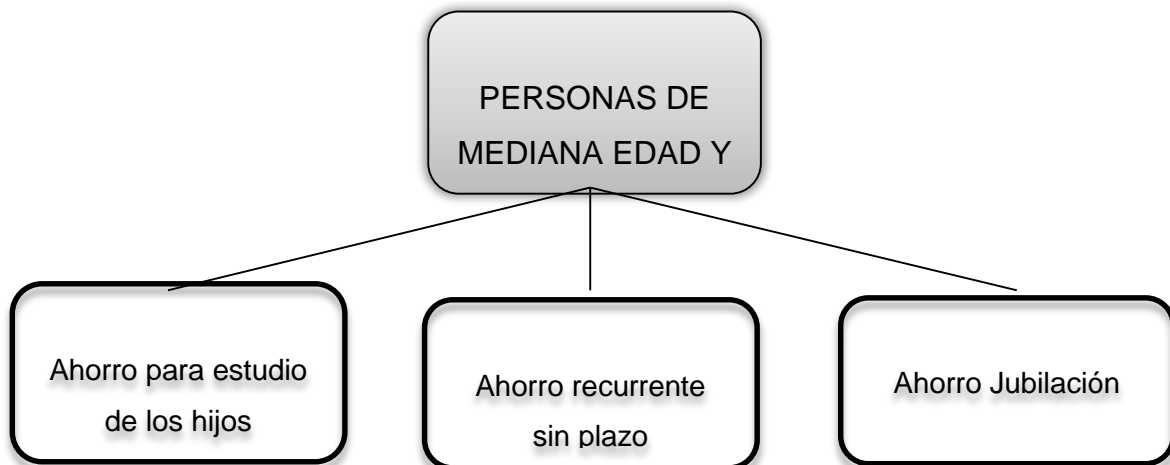 PERSONAS DE
MEDIANA EDAD Y
Ahorro para estudio
de los hijos
Ahorro recurrente
sin plazo
Ahorro Jubilación